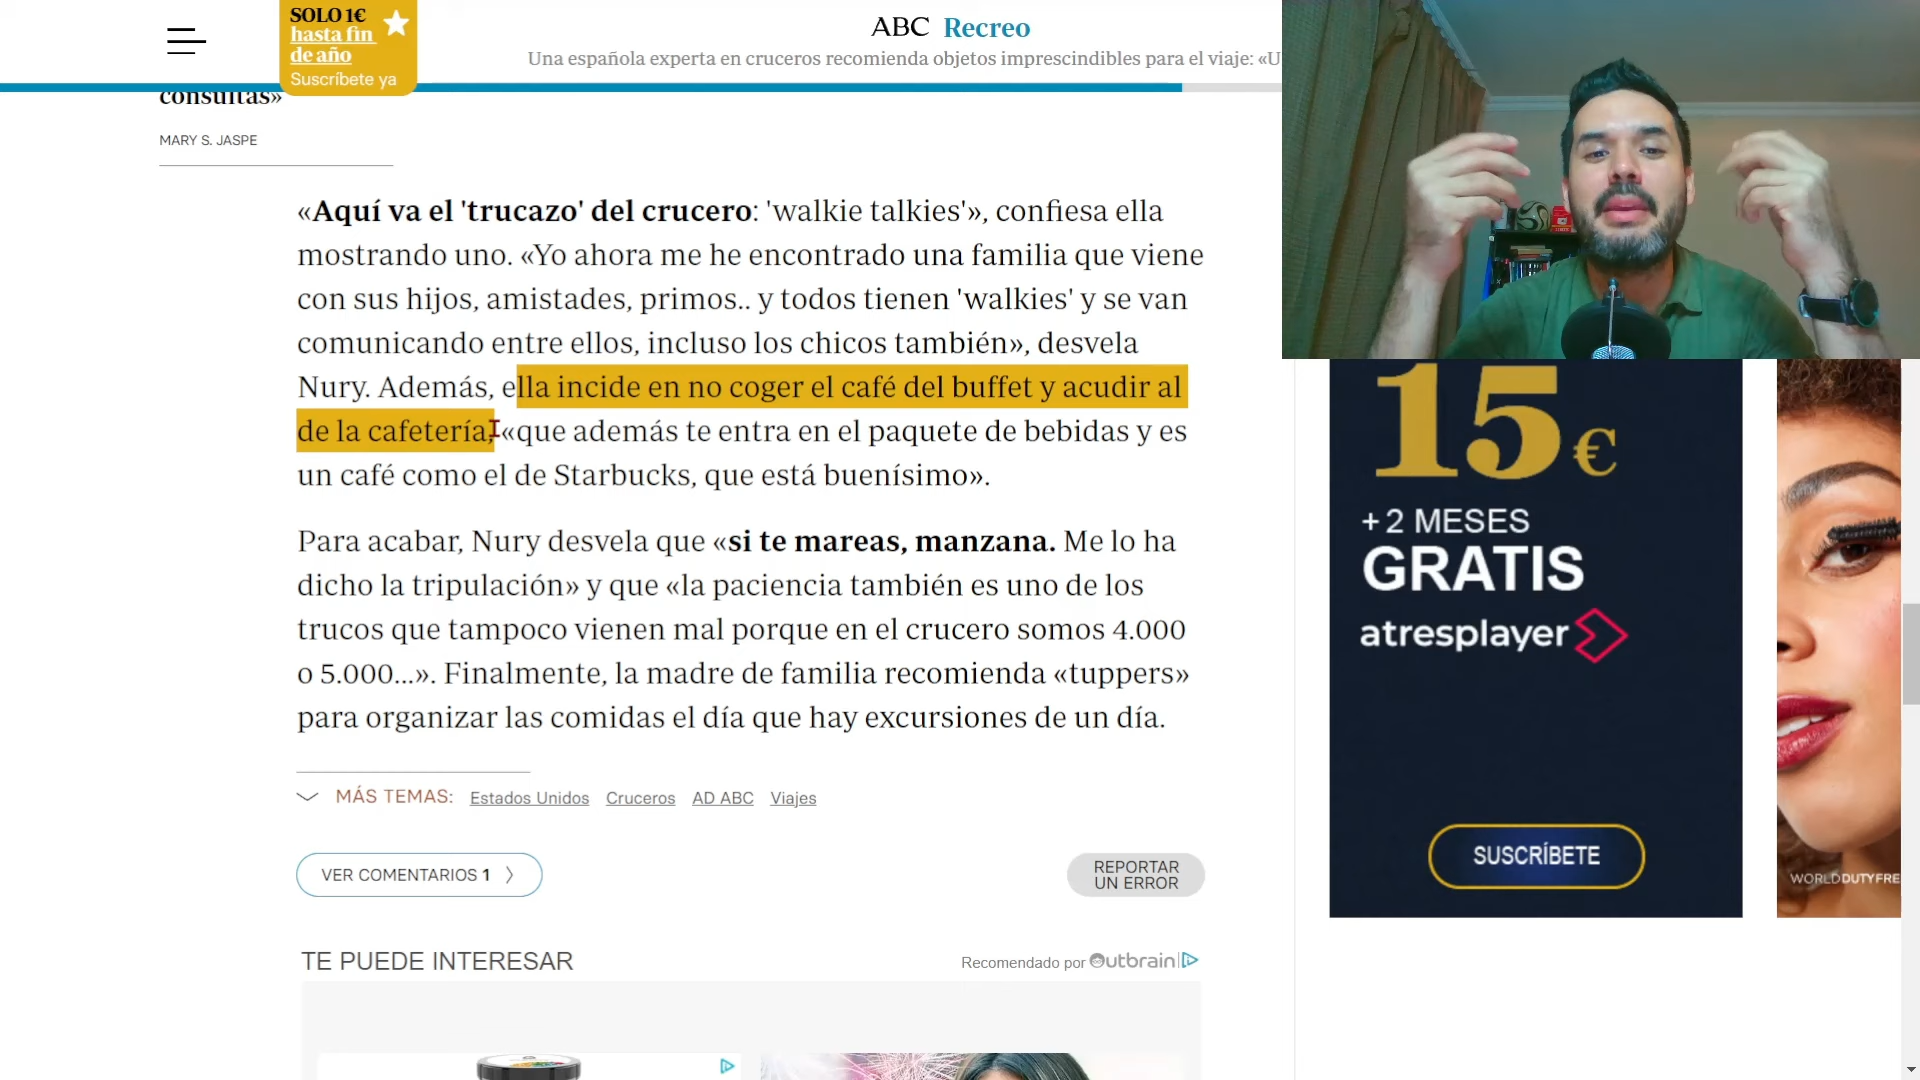 SOLO 1€
hasta fin
de año
Suscríbete ya
ABC Recreo
Una española experta en cruceros recomienda objetos imprescindibles para el viaje: «U
consultas»
MARY S. JASPE
«Aquí va el 'trucazo' del crucero: 'walkie talkies'», confiesa ella
mostrando uno. «Yo ahora me he encontrado una familia que viene
con sus hijos, amistades, primos.. y todos tienen 'walkies' y se van
comunicando entre ellos, incluso los chicos también», desvela
Nury. Además, ella incide en no coger el café del buffet y acudir al
de la cafetería, «que además te entra en el paquete de bebidas y es
un café como el de Starbucks, que está buenísimo».
Para acabar, Nury desvela que «si te mareas, manzana. Me lo ha
dicho la tripulación» y que «la paciencia también es uno de los
trucos que tampoco vienen mal porque en el crucero somos 4.000
o 5.000...». Finalmente, la madre de familia recomienda «tuppers»
para organizar las comidas el día que hay excursiones de un día.
MÁS TEMAS: Estados Unidos Cruceros AD ABC Viajes
VER COMENTARIOS 1
REPORTAR
UN ERROR
TE PUEDE INTERESAR
Recomendado por Outbrain
15€
+2 MESES
GRATIS
atresplayer
SUSCRÍBETE
WORLDDUTYFRE